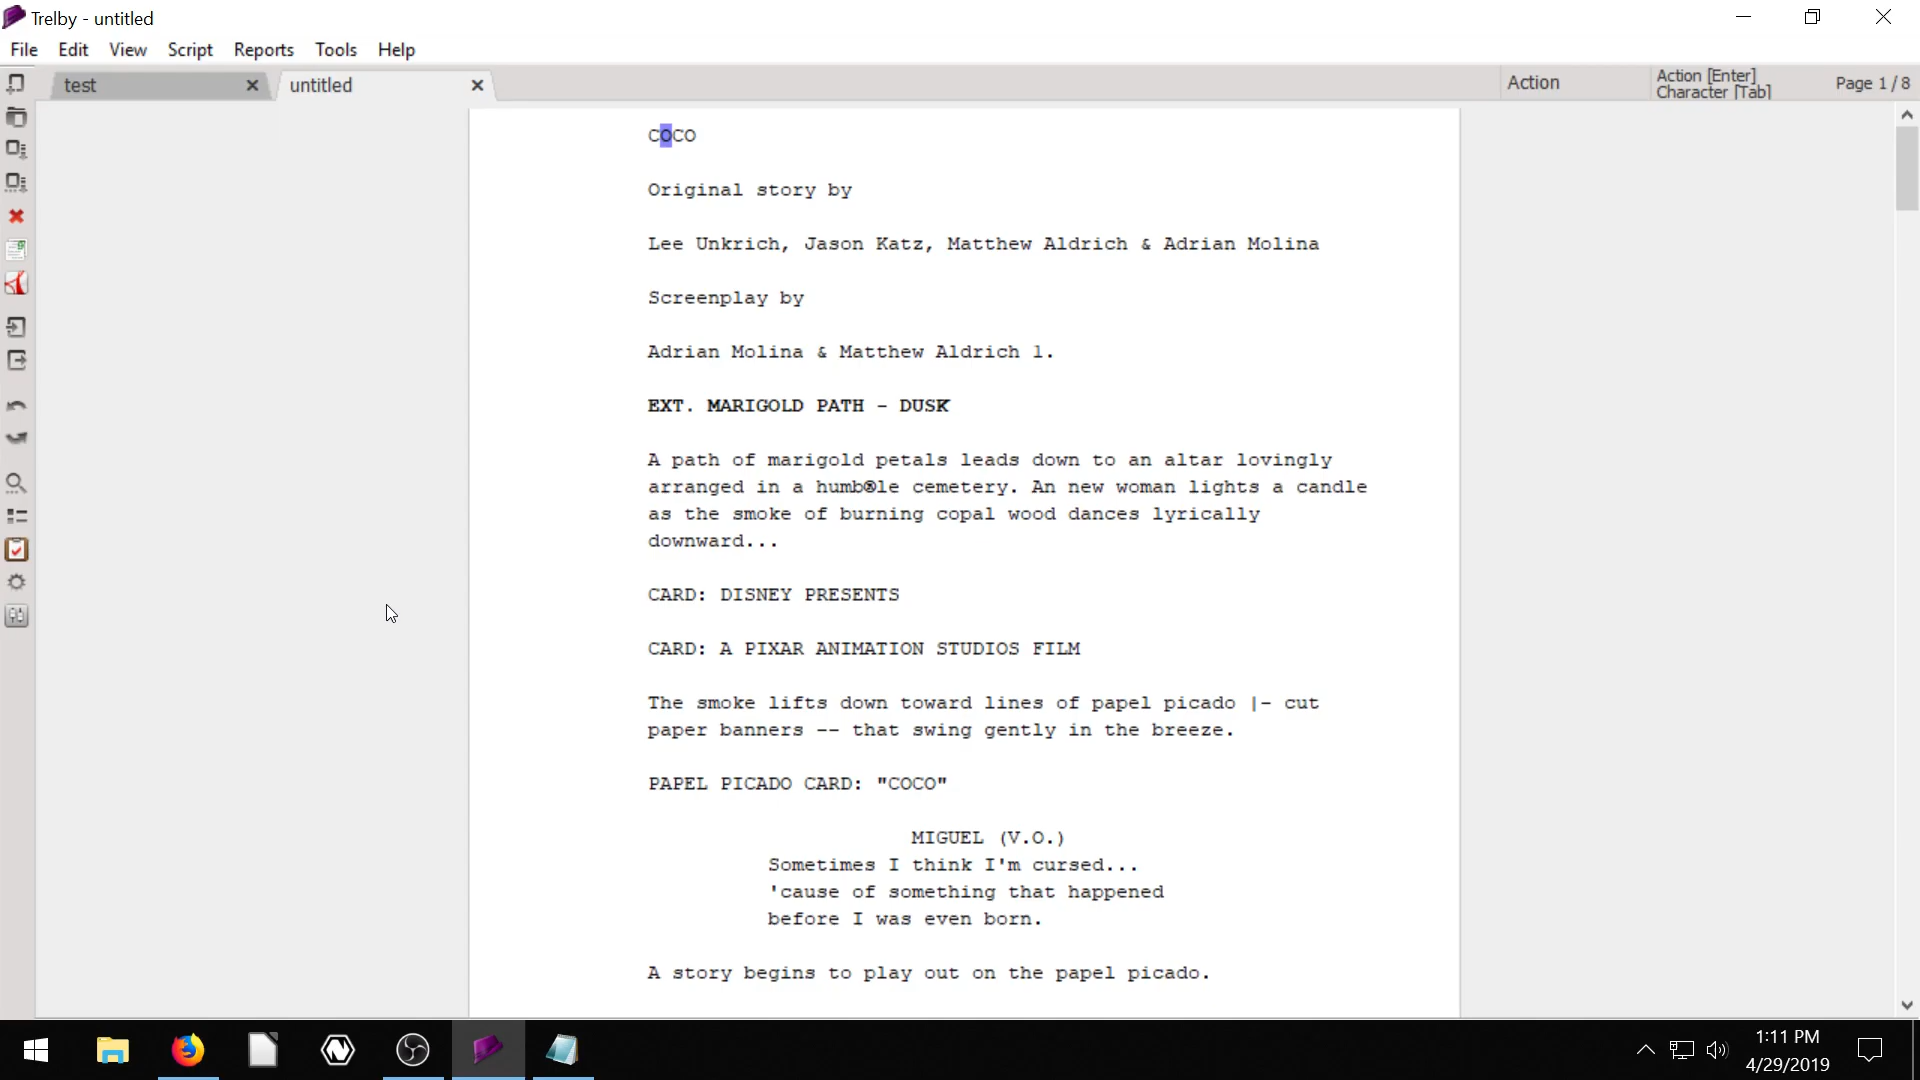 Trelby - untitled
File Edit View Script Reports Tools Help
test
untitled
Action
Action [Enter]
Character [Tab]
Page 1 / 8
COCO
Original story by
Lee Unkrich, Jason Katz, Matthew Aldrich & Adrian Molina
Screenplay by
Adrian Molina & Matthew Aldrich 1.
EXT. MARIGOLD PATH - DUSK
A path of marigold petals leads down to an altar lovingly
arranged in a humb®le cemetery. An new woman lights a candle
as the smoke of burning copal wood dances lyrically
downward...
CARD: DISNEY PRESENTS
CARD: A PIXAR ANIMATION STUDIOS FILM
The smoke lifts down toward lines of papel picado |- cut
paper banners -- that swing gently in the breeze.
PAPEL PICADO CARD: "COCO"
MIGUEL (V.O.)
Sometimes I think I'm cursed...
'cause of something that happened
before I was even born.
A story begins to play out on the papel picado.
1:11 PM
4/29/2019